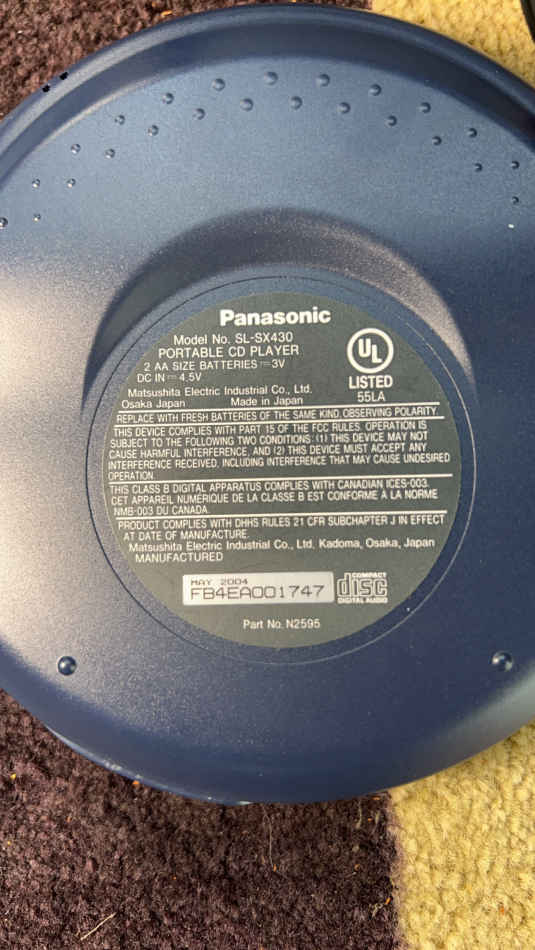 Panasonic
Model No. SL-SX430
PORTABLE CD PLAYER
2 AA SIZE BATTERIES ⎓ 3V
DC IN ⎓ 4.5V
UL
LISTED
55LA
Matsushita Electric Industrial Co., Ltd.
Osaka Japan Made in Japan
REPLACE WITH FRESH BATTERIES OF THE SAME KIND, OBSERVING POLARITY.
THIS DEVICE COMPLIES WITH PART 15 OF THE FCC RULES. OPERATION IS
SUBJECT TO THE FOLLOWING TWO CONDITIONS: (1) THIS DEVICE MAY NOT
CAUSE HARMFUL INTERFERENCE, AND (2) THIS DEVICE MUST ACCEPT ANY
INTERFERENCE RECEIVED, INCLUDING INTERFERENCE THAT MAY CAUSE UNDESIRED
OPERATION.
THIS CLASS B DIGITAL APPARATUS COMPLIES WITH CANADIAN ICES-003.
CET APPAREIL NUMÉRIQUE DE LA CLASSE B EST CONFORME À LA NORME
NMB-003 DU CANADA.
PRODUCT COMPLIES WITH DHHS RULES 21 CFR SUBCHAPTER J IN EFFECT
AT DATE OF MANUFACTURE.
Matsushita Electric Industrial Co., Ltd. Kadoma, Osaka, Japan
MANUFACTURED
MAY 2004
FB4EA001747
COMPACT
disc
DIGITAL AUDIO
Part No. N2595